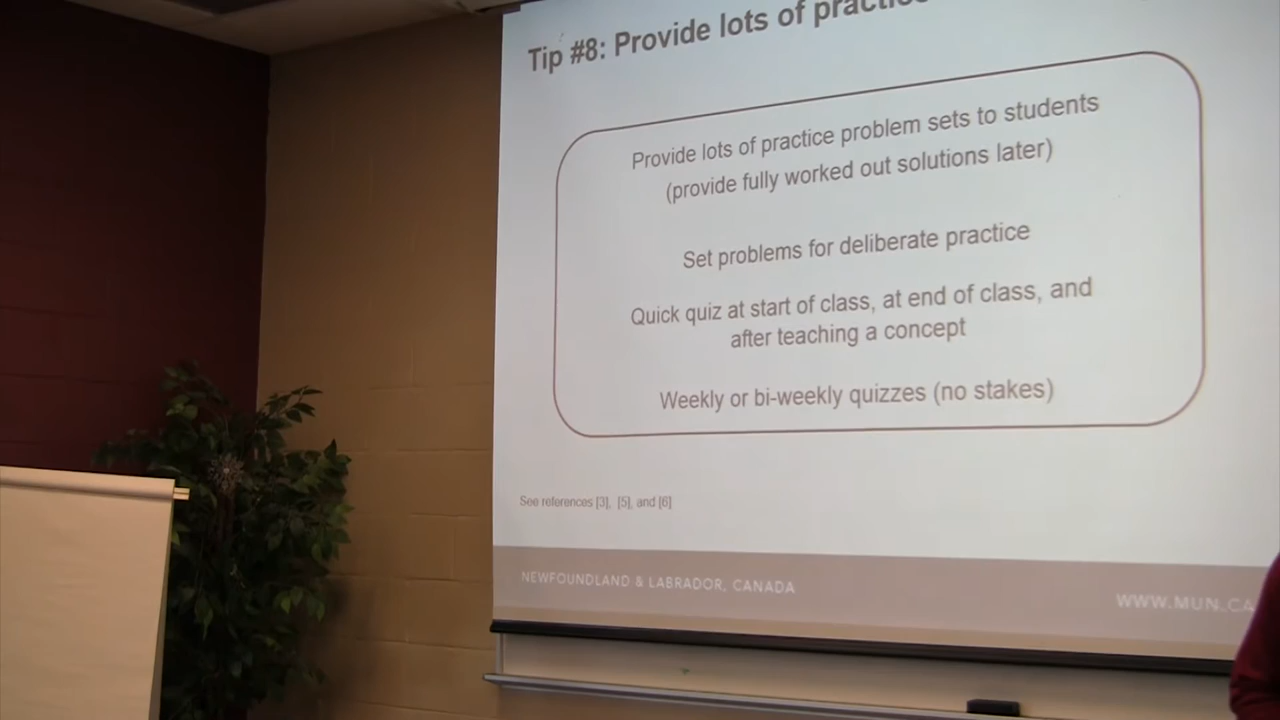 Tip #8: Provide lots of practice
Provide lots of practice problem sets to students
(provide fully worked out solutions later)
Set problems for deliberate practice
Quick quiz at start of class, at end of class, and
after teaching a concept
Weekly or bi-weekly quizzes (no stakes)
See references [3], [5], and [6]
NEWFOUNDLAND & LABRADOR, CANADA
WWW.MUN.CA